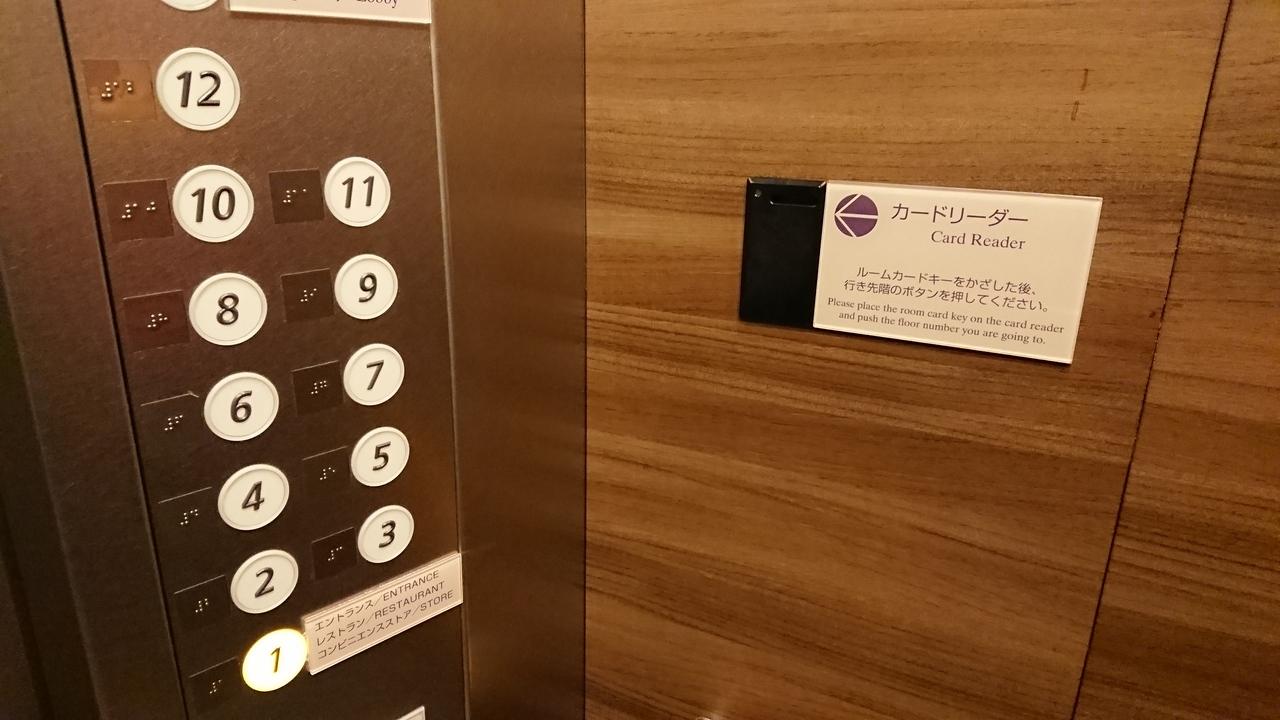 Lobby
12
10
11
8
9
6
7
4
5
2
3
1
エントランス/ENTRANCE
レストラン/RESTAURANT
コンビニエンスストア/STORE
カードリーダー
Card Reader
ルームカードキーをかざした後、
行き先階のボタンを押してください。
Please place the room card key on the card reader
and push the floor number you are going to.